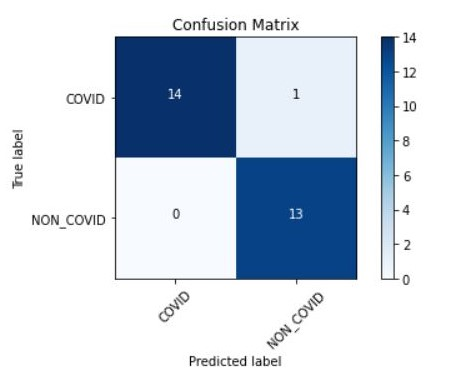 Confusion Matrix
True label
COVID
NON_COVID
14
1
0
13
14
12
10
8
6
4
2
0
COVID
NON_COVID
Predicted label